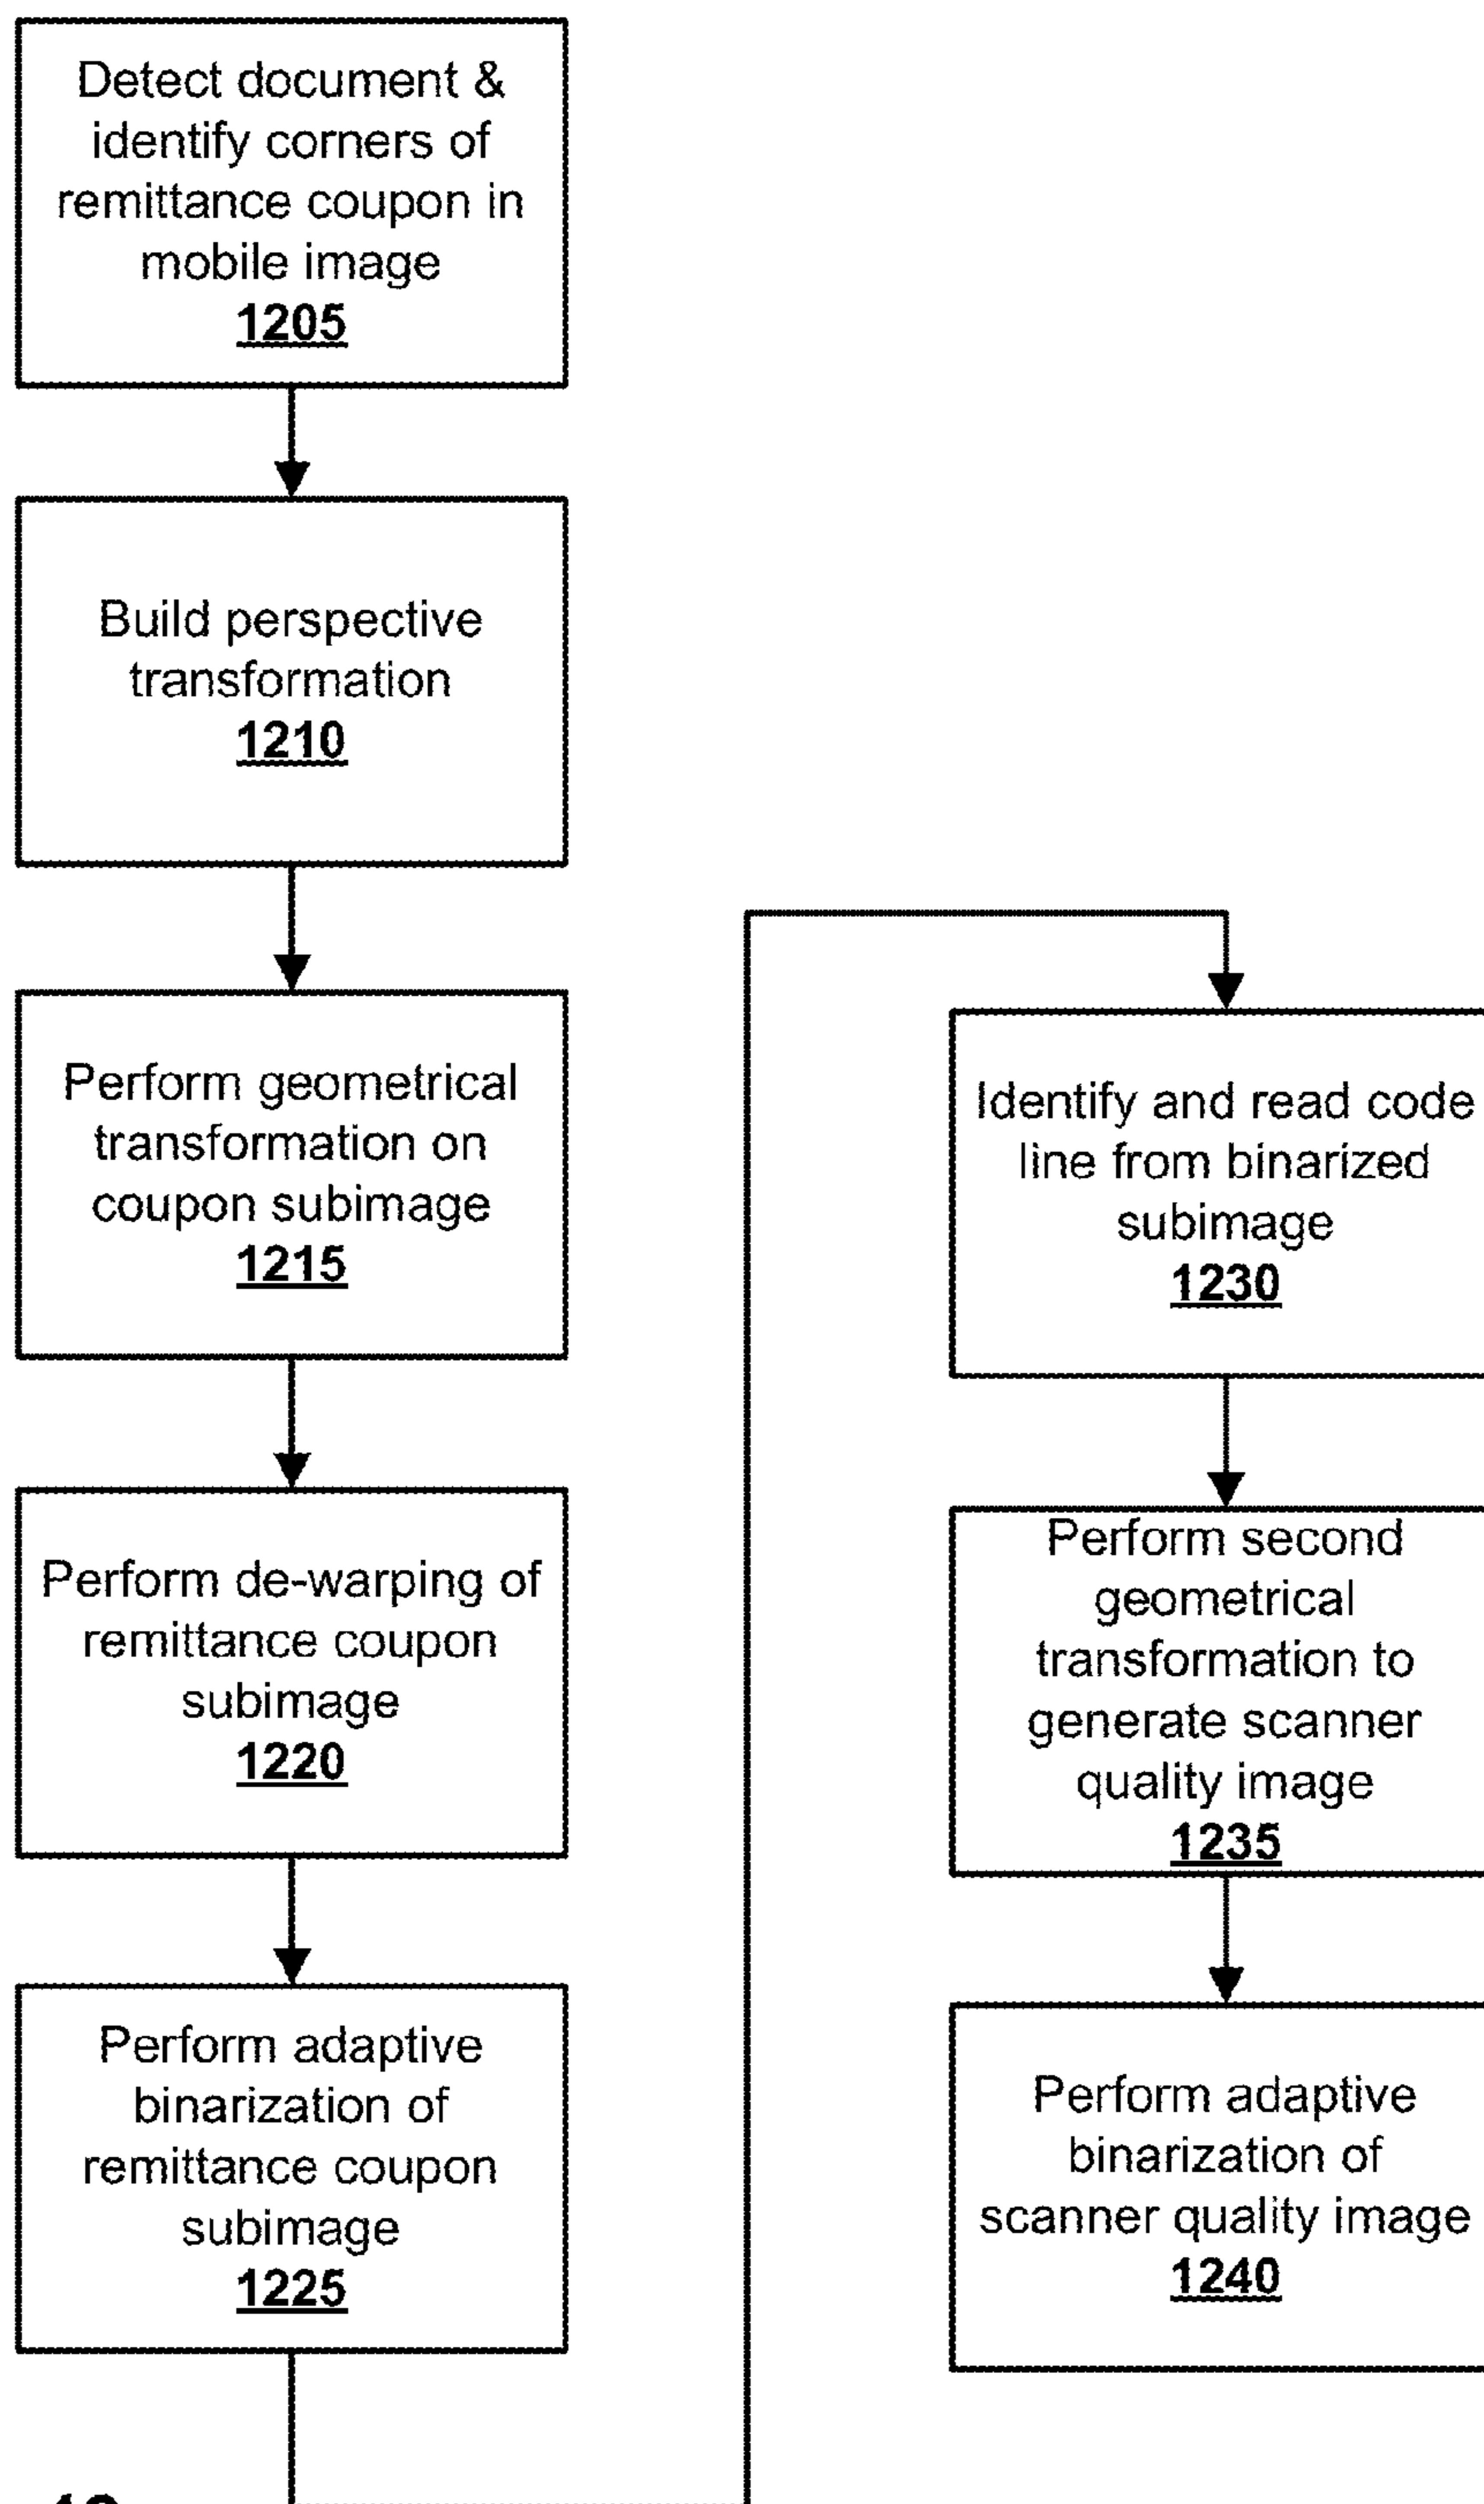 Detect document &
identify corners of
remittance coupon in
mobile image
1205
Build perspective
transformation
1210
Perform geometrical
transformation on
coupon subimage
1215
Perform de-warping of
remittance coupon
subimage
1220
Perform adaptive
binarization of
remittance coupon
subimage
1225
Identify and read code
line from binarized
subimage
1230
Perform second
geometrical
transformation to
generate scanner
quality image
1235
Perform adaptive
binarization of
scanner quality image
1240